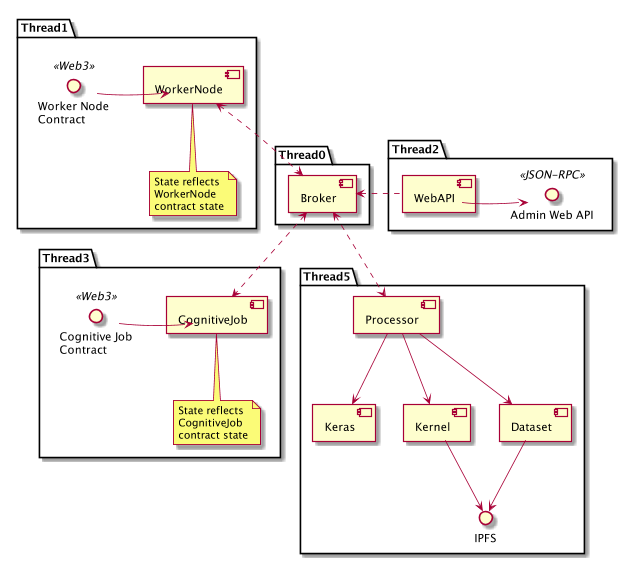 Thread1
«Web3»
Worker Node
Contract
WorkerNode
State reflects
WorkerNode
contract state
Thread0
Broker
Thread2
WebAPI
«JSON-RPC»
Admin Web API
Thread3
«Web3»
Cognitive Job
Contract
CognitiveJob
State reflects
CognitiveJob
contract state
Thread5
Processor
Keras
Kernel
Dataset
IPFS